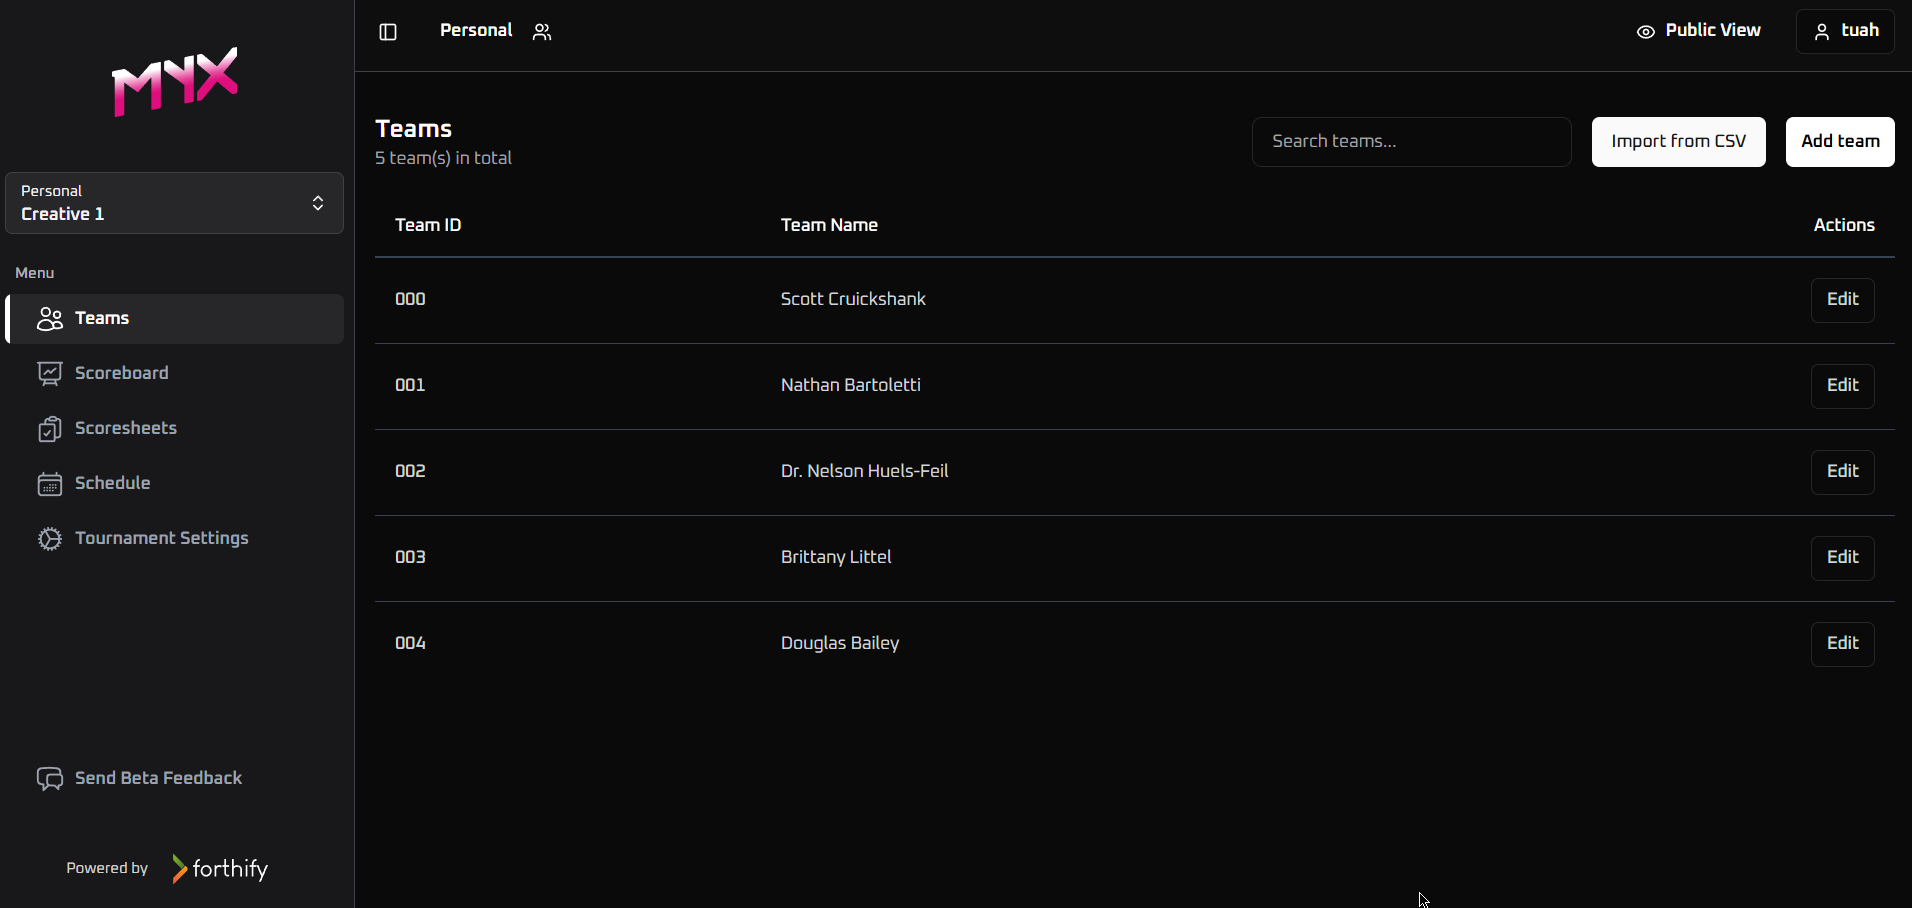 MYX
Personal
Creative 1
Menu
Teams
Scoreboard
Scoresheets
Schedule
Tournament Settings
Send Beta Feedback
Powered by forthify
Personal
Public View
tuah
Teams
5 team(s) in total
Search teams...
Import from CSV
Add team
Team ID Team Name Actions
000 Scott Cruickshank Edit
001 Nathan Bartoletti Edit
002 Dr. Nelson Huels-Feil Edit
003 Brittany Littel Edit
004 Douglas Bailey Edit